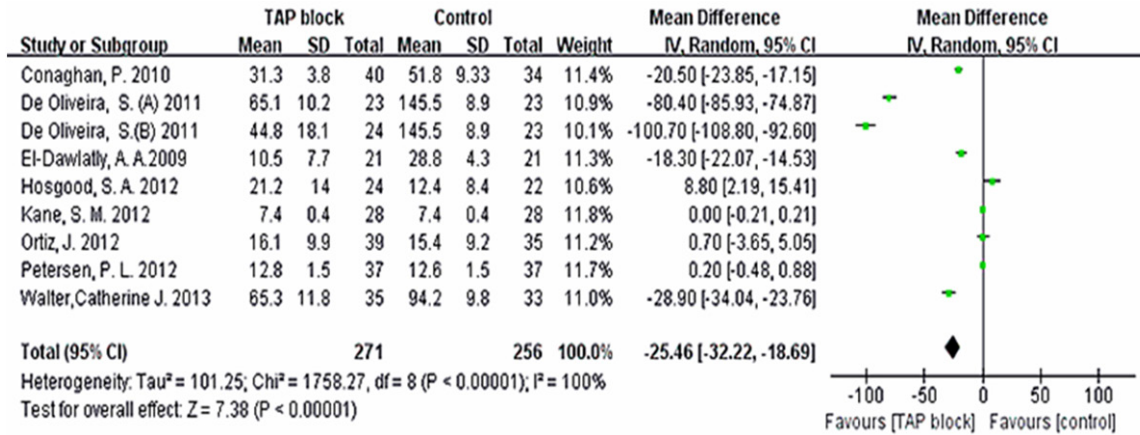 TAP block Control Mean Difference Mean Difference
Study or Subgroup Mean SD Total Mean SD Total Weight IV, Random, 95% CI IV, Random, 95% CI
Conaghan, P. 2010 31.3 3.8 40 51.8 9.33 34 11.4% -20.50 [-23.85, -17.15]
De Oliveira, S. (A) 2011 65.1 10.2 23 145.5 8.9 23 10.9% -80.40 [-85.93, -74.87]
De Oliveira, S.(B) 2011 44.8 18.1 24 145.5 8.9 23 10.1% -100.70 [-108.80, -92.60]
El-Dawlatly, A. A.2009 10.5 7.7 21 28.8 4.3 21 11.3% -18.30 [-22.07, -14.53]
Hosgood, S. A. 2012 21.2 14 24 12.4 8.4 22 10.6% 8.80 [2.19, 15.41]
Kane, S. M. 2012 7.4 0.4 28 7.4 0.4 28 11.8% 0.00 [-0.21, 0.21]
Ortiz, J. 2012 16.1 9.9 39 15.4 9.2 35 11.2% 0.70 [-3.65, 5.05]
Petersen, P. L. 2012 12.8 1.5 37 12.6 1.5 37 11.7% 0.20 [-0.48, 0.88]
Walter,Catherine J. 2013 65.3 11.8 35 94.2 9.8 33 11.0% -28.90 [-34.04, -23.76]
Total (95% CI) 271 256 100.0% -25.46 [-32.22, -18.69]
Heterogeneity: Tau² = 101.25; Chi² = 1758.27, df = 8 (P < 0.00001); I² = 100%
Test for overall effect: Z = 7.38 (P < 0.00001)
-100 -50 0 50 100
Favours [TAP block] Favours [control]